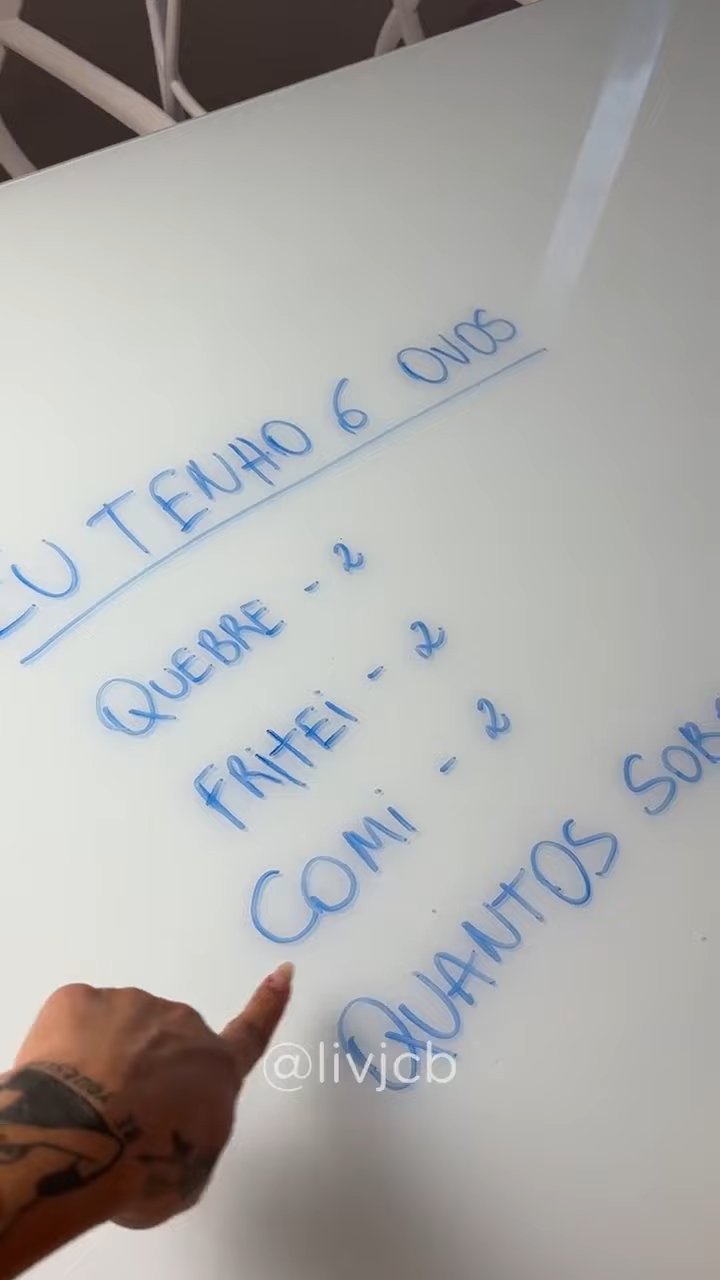 EU TENHO 6 OVOS
QUEBRE - 2
FRITEI - 2
COMI - 2
QUANTOS
@livjcb